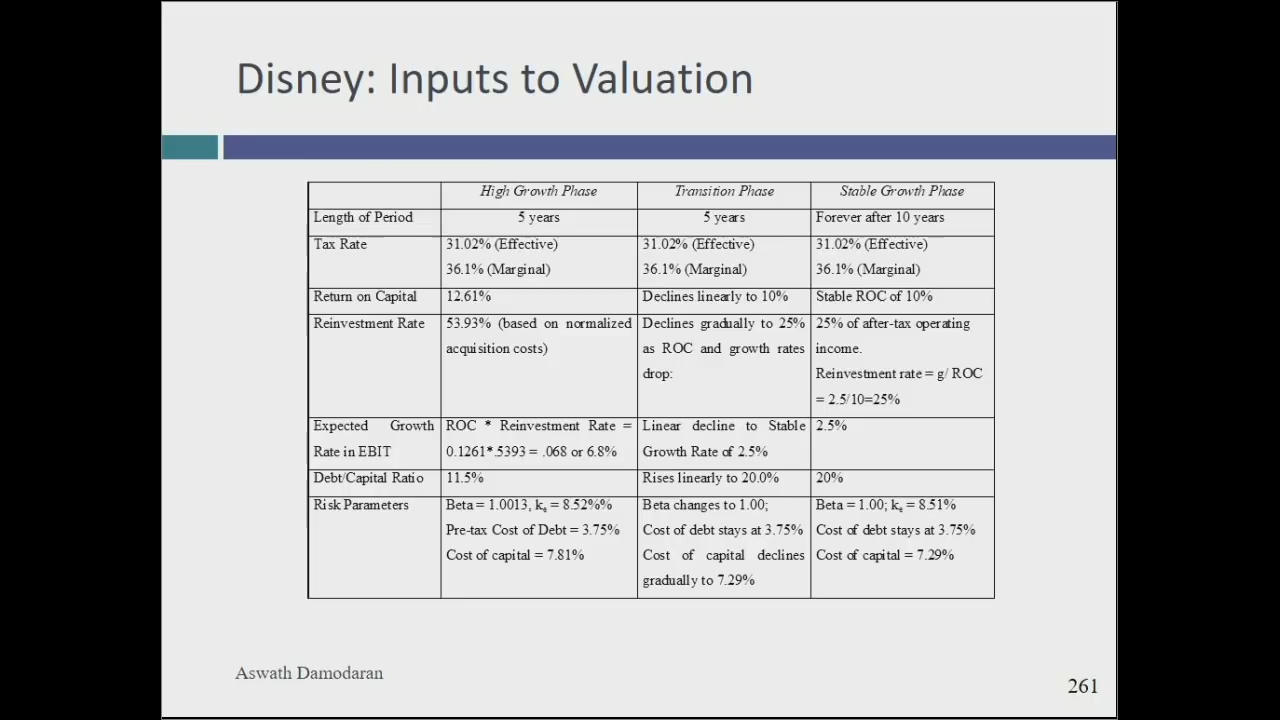 Disney: Inputs to Valuation
High Growth Phase Transition Phase Stable Growth Phase
Length of Period 5 years 5 years Forever after 10 years
Tax Rate 31.02% (Effective) 31.02% (Effective) 31.02% (Effective)
36.1% (Marginal) 36.1% (Marginal) 36.1% (Marginal)
Return on Capital 12.61% Declines linearly to 10% Stable ROC of 10%
Reinvestment Rate 53.93% (based on normalized Declines gradually to 25% 25% of after-tax operating
acquisition costs) as ROC and growth rates income.
drop: Reinvestment rate = g/ ROC
= 2.5/10=25%
Expected Growth ROC * Reinvestment Rate = Linear decline to Stable 2.5%
Rate in EBIT 0.1261*.5393 = .068 or 6.8% Growth Rate of 2.5%
Debt/Capital Ratio 11.5% Rises linearly to 20.0% 20%
Risk Parameters Beta = 1.0013, ke = 8.52%% Beta changes to 1.00; Beta = 1.00; ke = 8.51%
Pre-tax Cost of Debt = 3.75% Cost of debt stays at 3.75% Cost of debt stays at 3.75%
Cost of capital = 7.81% Cost of capital declines Cost of capital = 7.29%
gradually to 7.29%
Aswath Damodaran
261